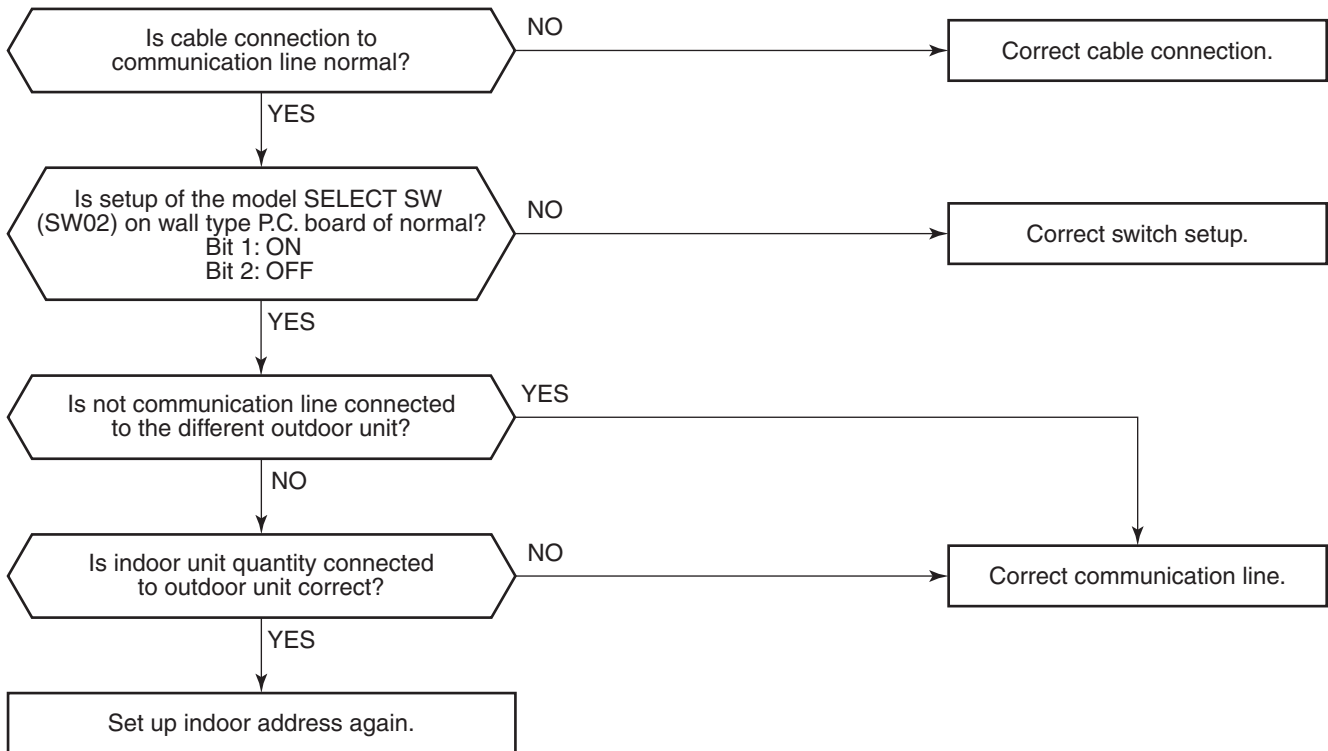 Is cable connection to
communication line normal?
NO
Correct cable connection.
YES
Is setup of the model SELECT SW
(SW02) on wall type P.C. board of normal?
Bit 1: ON
Bit 2: OFF
NO
Correct switch setup.
YES
Is not communication line connected
to the different outdoor unit?
YES
NO
Is indoor unit quantity connected
to outdoor unit correct?
NO
Correct communication line.
YES
Set up indoor address again.